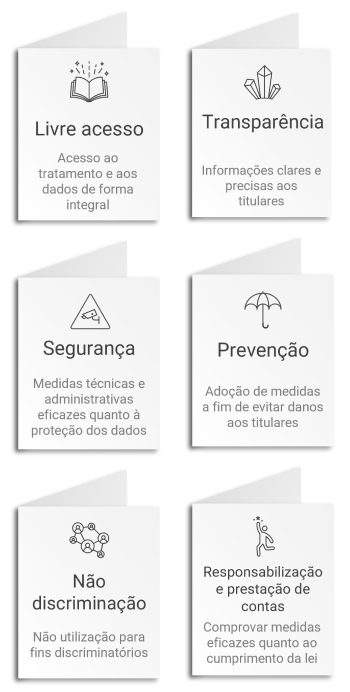 Livre acesso
Acesso ao
tratamento e aos
dados de forma
integral
Transparência
Informações claras e
precisas aos
titulares
Segurança
Medidas técnicas e
administrativas
eficazes quanto à
proteção dos dados
Prevenção
Adoção de medidas
a fim de evitar danos
aos titulares
Não
discriminação
Não utilização para
fins discriminatórios
Responsabilização
e prestação de
contas
Comprovar medidas
eficazes quanto ao
cumprimento da lei